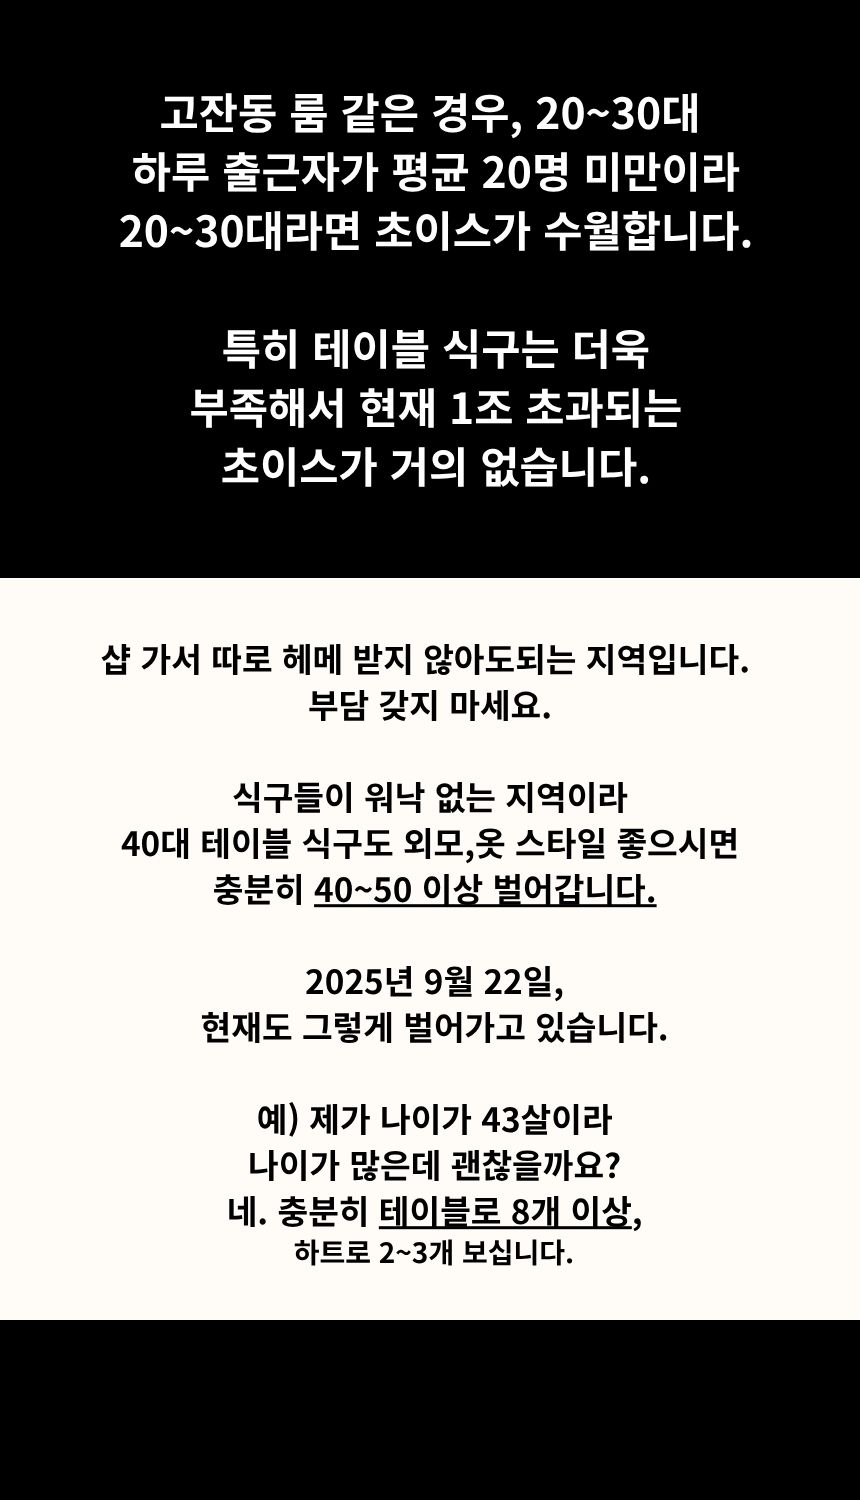 고잔동 룸 같은 경우, 20~30대
하루 출근자가 평균 20명 미만이라
20~30대라면 초이스가 수월합니다.
특히 테이블 식구는 더욱
부족해서 현재 1조 초과되는
초이스가 거의 없습니다.
샵 가서 따로 헤메 받지 않아도되는 지역입니다.
부담 갖지 마세요.
식구들이 워낙 없는 지역이라
40대 테이블 식구도 외모,옷 스타일 좋으시면
충분히 40~50 이상 벌어갑니다.
2025년 9월 22일,
현재도 그렇게 벌어가고 있습니다.
예) 제가 나이가 43살이라
나이가 많은데 괜찮을까요?
네. 충분히 테이블로 8개 이상,
하트로 2~3개 보십니다.